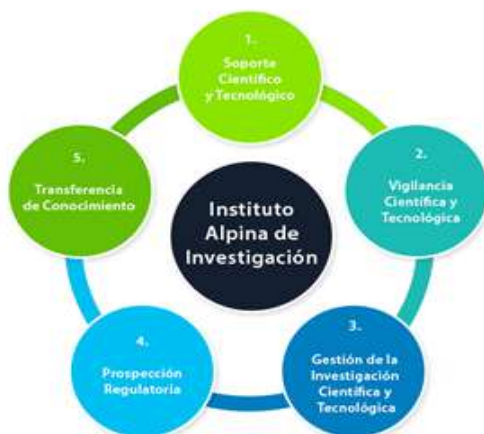 1.
Soporte
Científico
y Tecnológico
2.
Vigilancia
Científica y
Tecnológica
3.
Gestión de la
Investigación
Científica y
Tecnológica
4.
Prospección
Regulatoria
5.
Transferencia
de Conocimiento
Instituto
Alpina de
Investigación